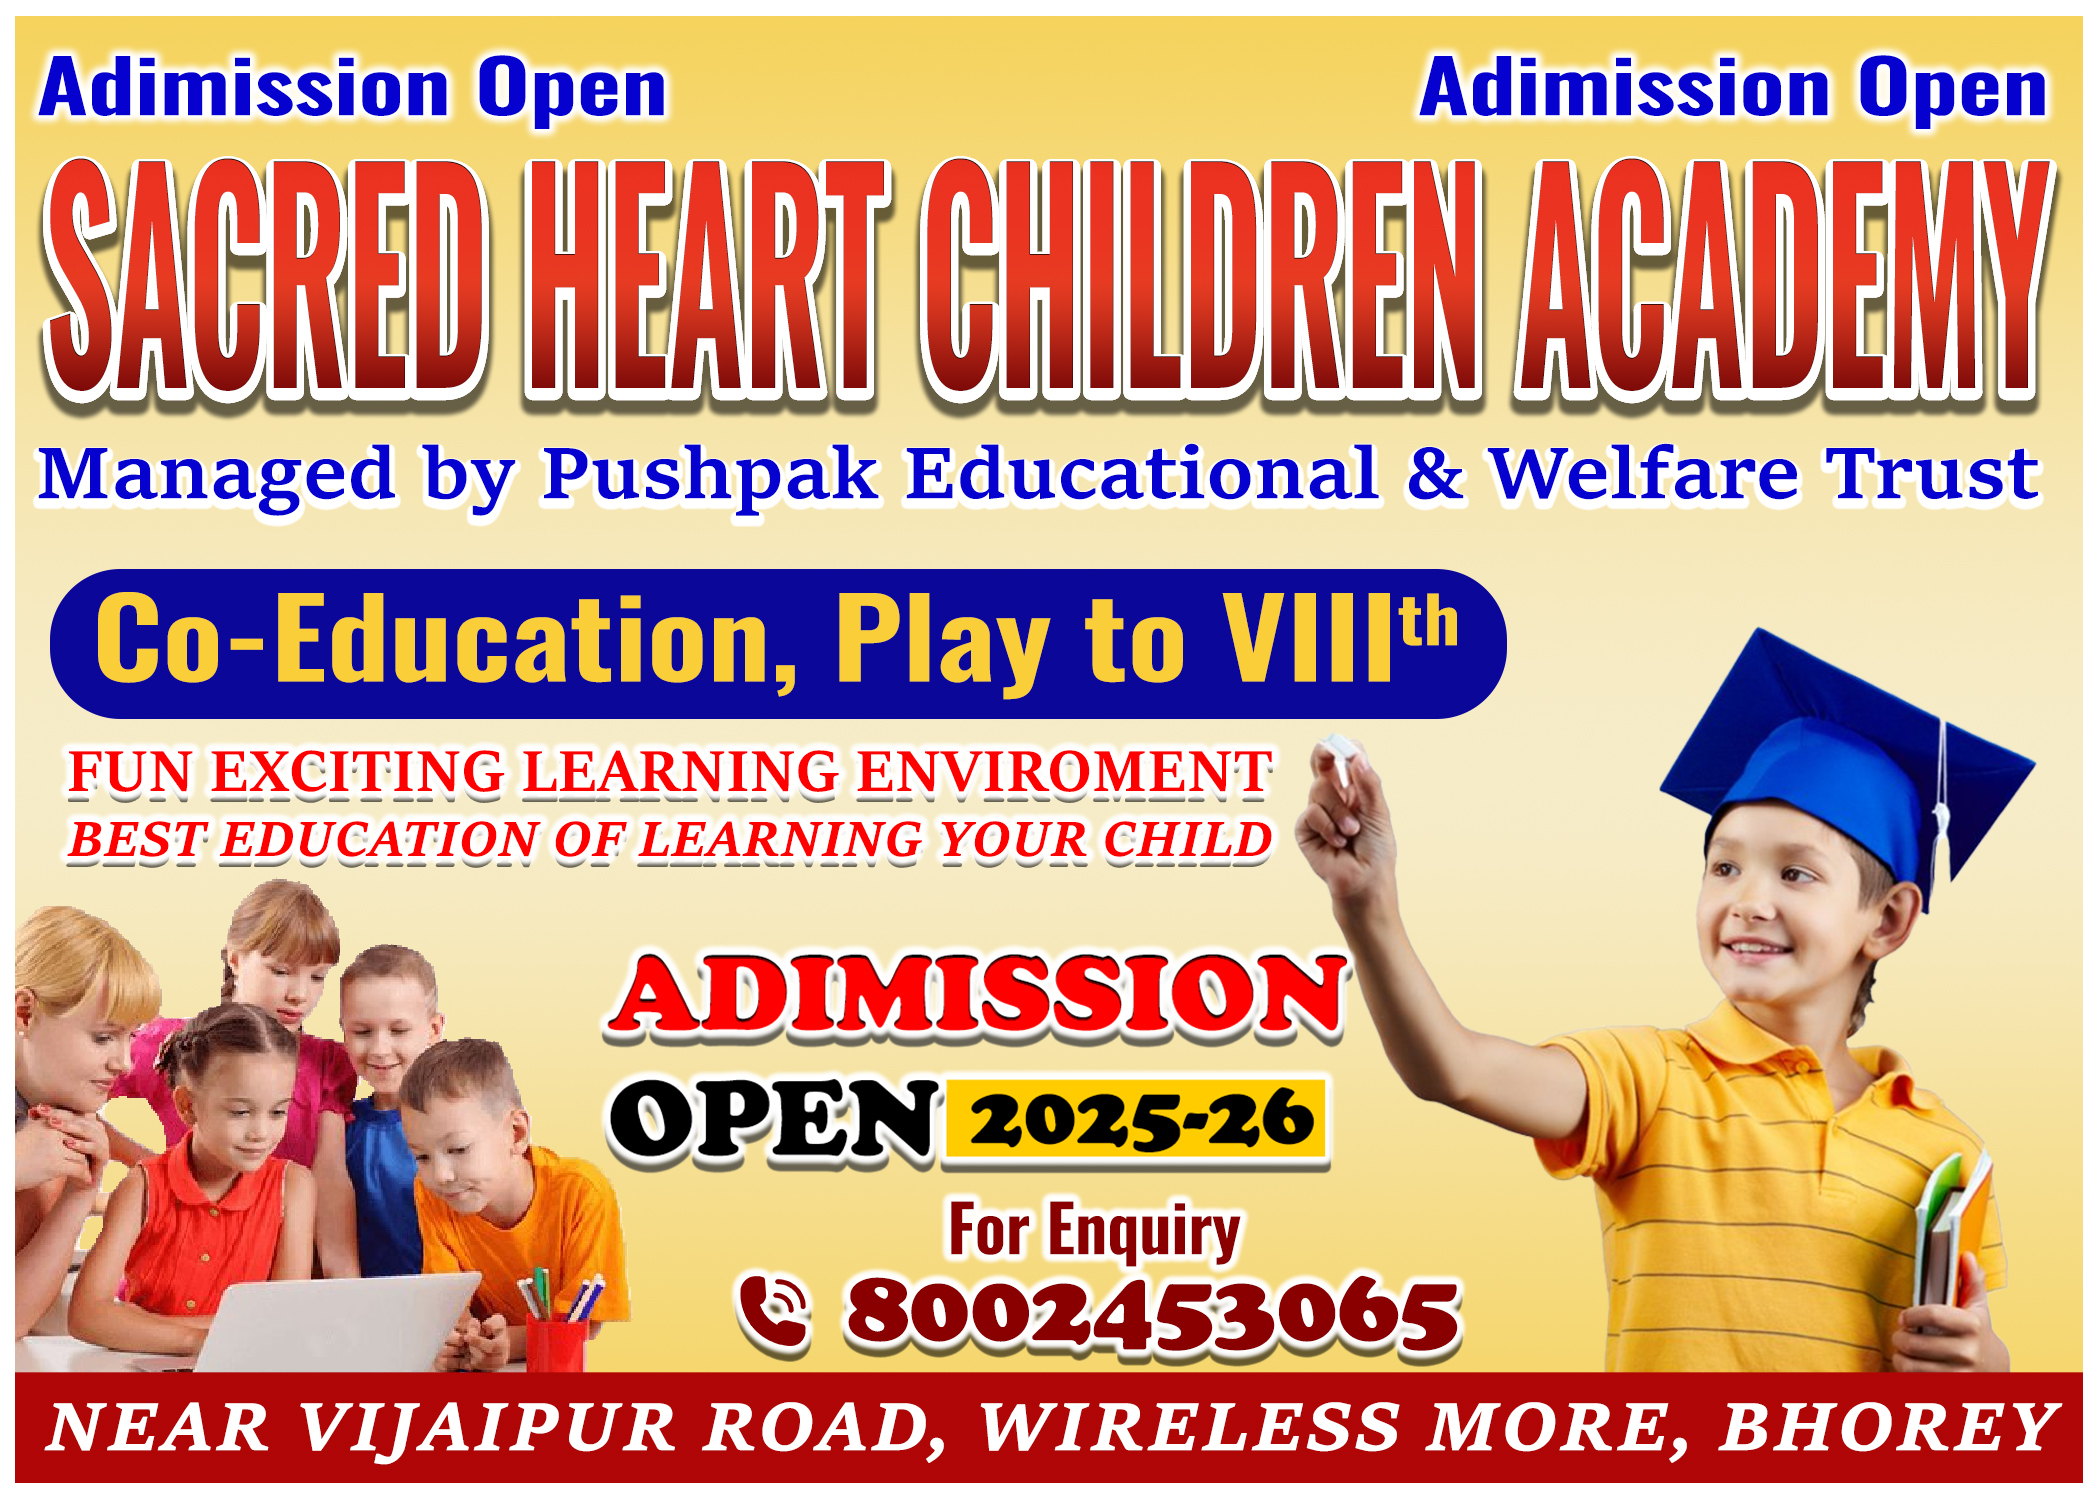 Adimission Open Adimission Open
SACRED HEART CHILDREN ACADEMY
Managed by Pushpak Educational & Welfare Trust
Co-Education, Play to VIIIth
FUN EXCITING LEARNING ENVIROMENT
BEST EDUCATION OF LEARNING YOUR CHILD
ADIMISSION
OPEN 2025-26
For Enquiry
8002453065
NEAR VIJAIPUR ROAD, WIRELESS MORE, BHOREY